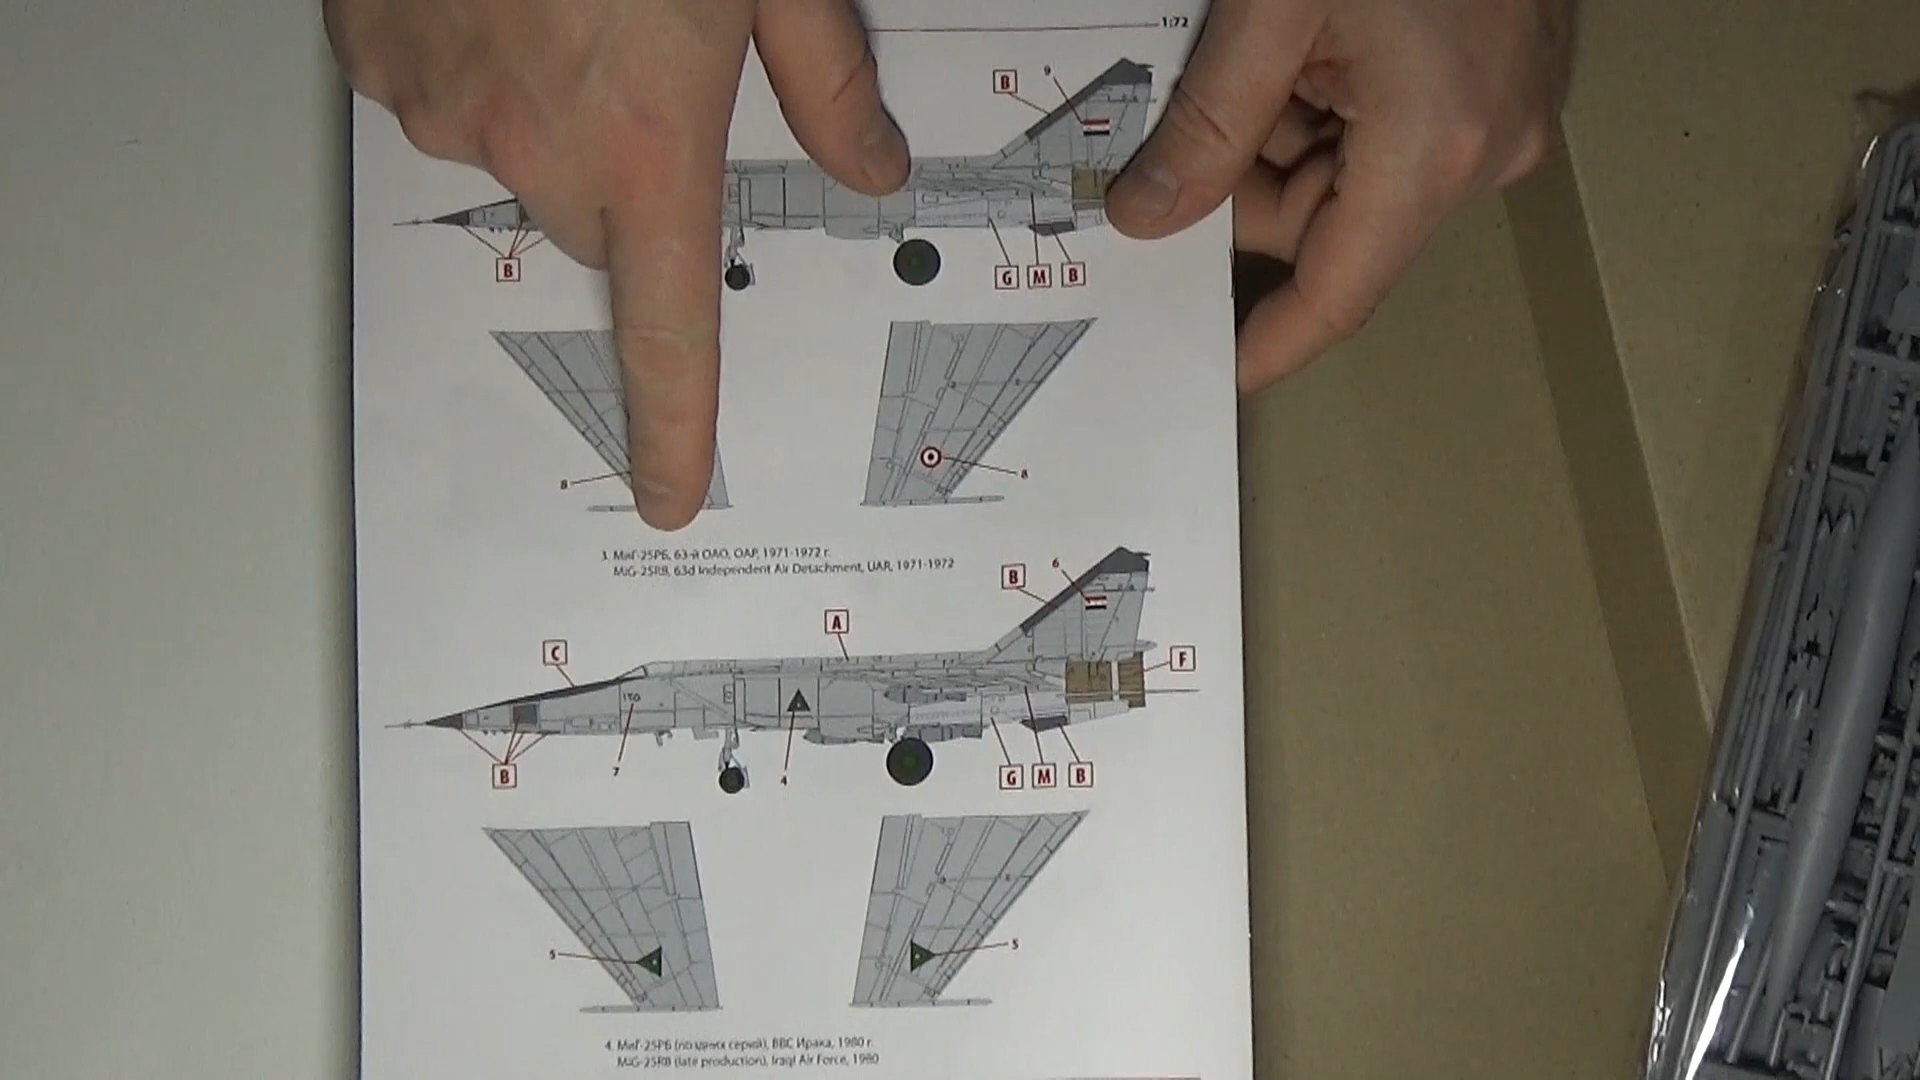 1:72
B
9
B
G M B
8
8
3. МиГ-25РБ, 63-й ОАО, ОАР, 1971-1972 г.
MiG-25RB, 63d Independent Air Detachment, UAR, 1971-1972
B
6
A
C
F
١٢٥
B
7
4
G M B
5
5
4. МиГ-25РБ (поздних серий), ВВС Ирака, 1980 г.
MiG-25RB (late production), Iraqi Air Force, 1980